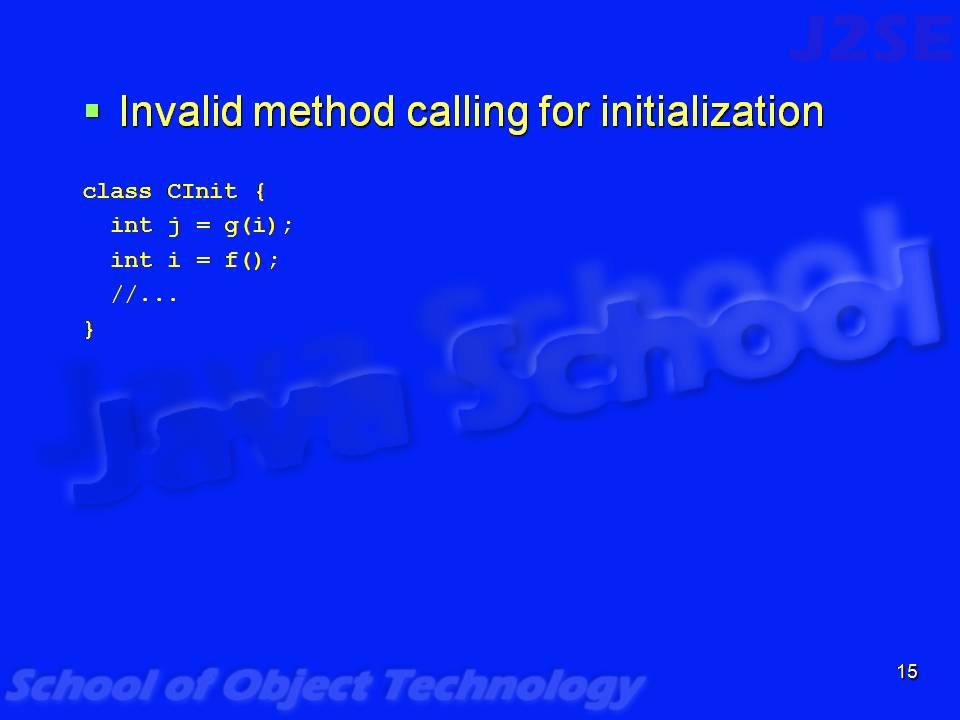 J2SE
▪ Invalid method calling for initialization
class CInit {
  int j = g(i);
  int i = f();
  //...
}
Java School
School of Object Technology
15